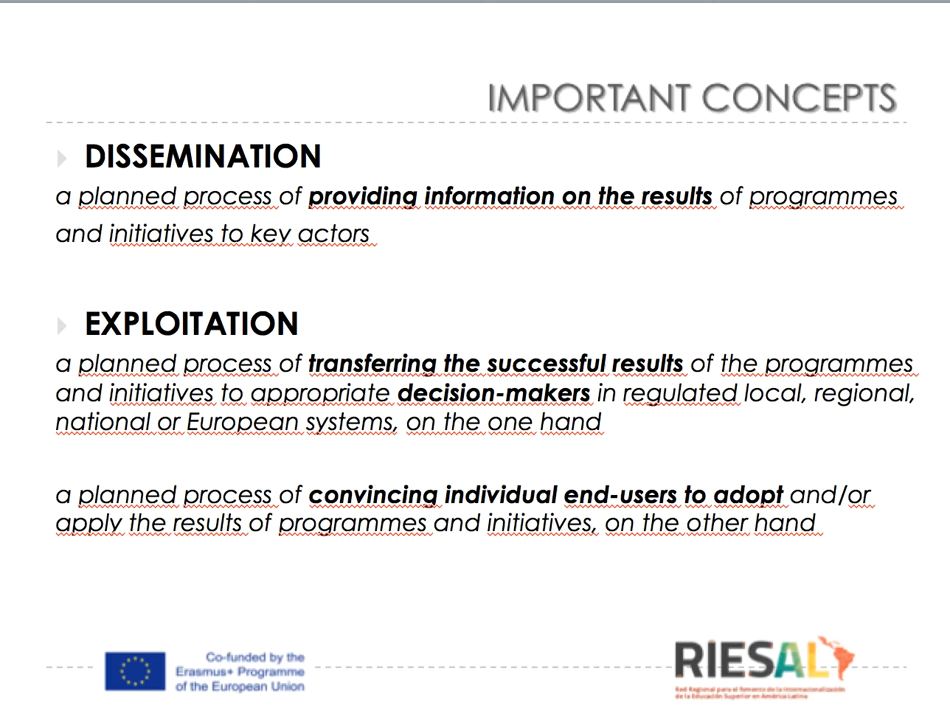 IMPORTANT CONCEPTS
DISSEMINATION
a planned process of providing information on the results of programmes
and initiatives to key actors
EXPLOITATION
a planned process of transferring the successful results of the programmes
and initiatives to appropriate decision-makers in regulated local, regional,
national or European systems, on the one hand
a planned process of convincing individual end-users to adopt and/or
apply the results of programmes and initiatives, on the other hand
Co-funded by the
Erasmus+ Programme
of the European Union
RIESAL
Red Regional para el fomento de la Internacionalización
de la Educación Superior en América Latina